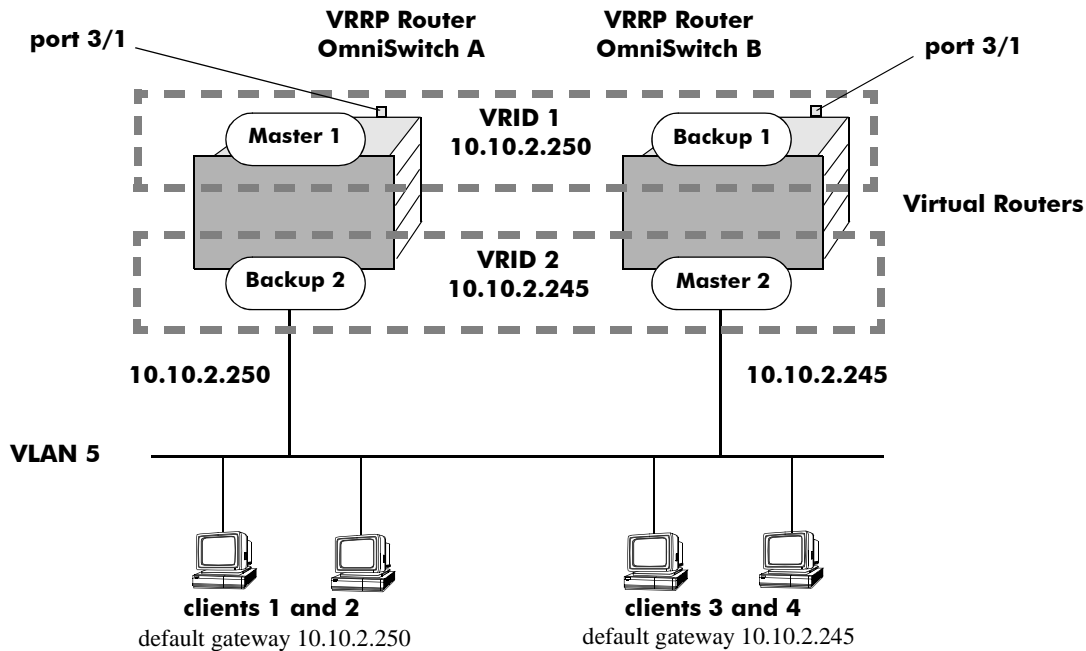 VRRP Router
OmniSwitch A
VRRP Router
OmniSwitch B
port 3/1
port 3/1
VRID 1
10.10.2.250
Master 1
Backup 1
Virtual Routers
VRID 2
10.10.2.245
Backup 2
Master 2
10.10.2.250
10.10.2.245
VLAN 5
clients 1 and 2
default gateway 10.10.2.250
clients 3 and 4
default gateway 10.10.2.245